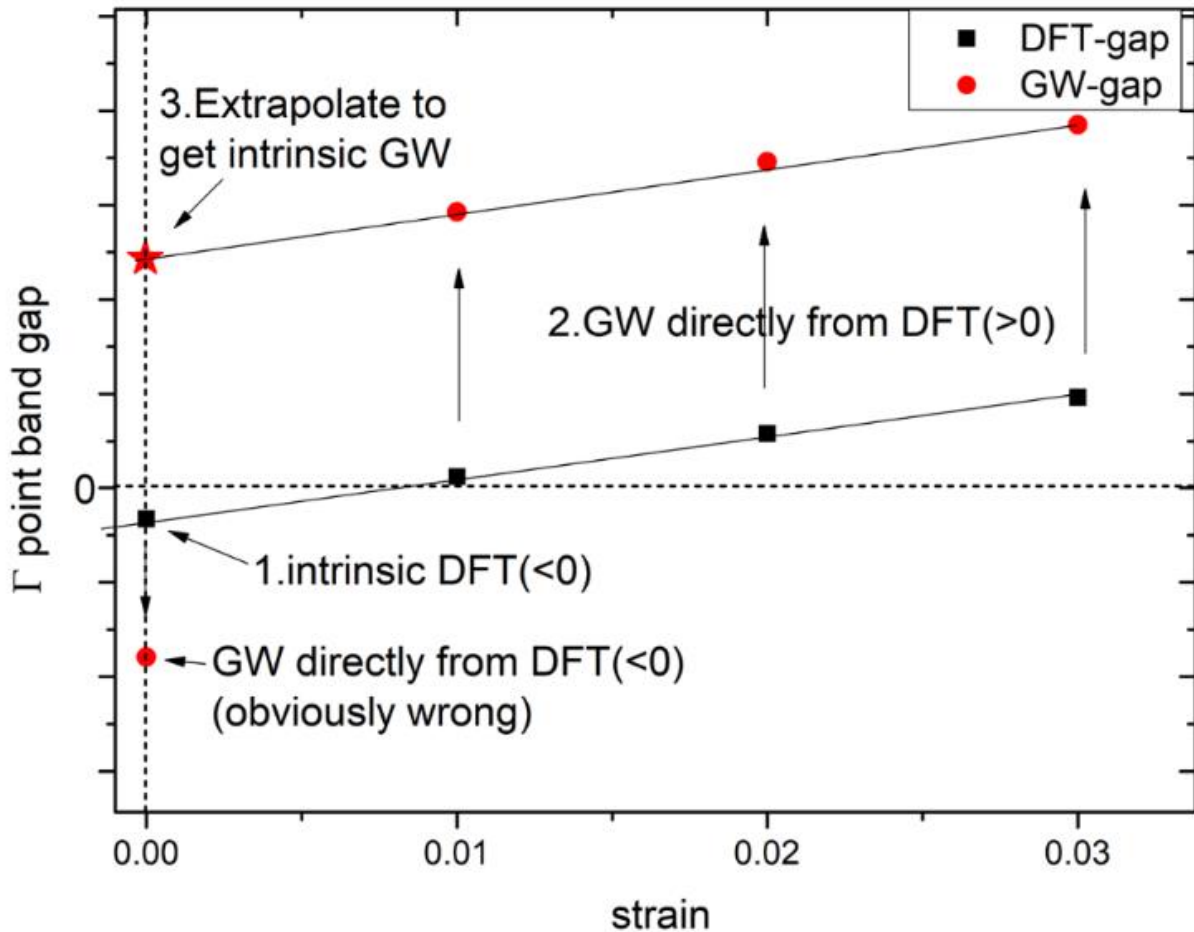 DFT-gap
GW-gap
3.Extrapolate to
get intrinsic GW
2.GW directly from DFT(>0)
Γ point band gap
0
1.intrinsic DFT(<0)
GW directly from DFT(<0)
(obviously wrong)
0.00 0.01 0.02 0.03
strain